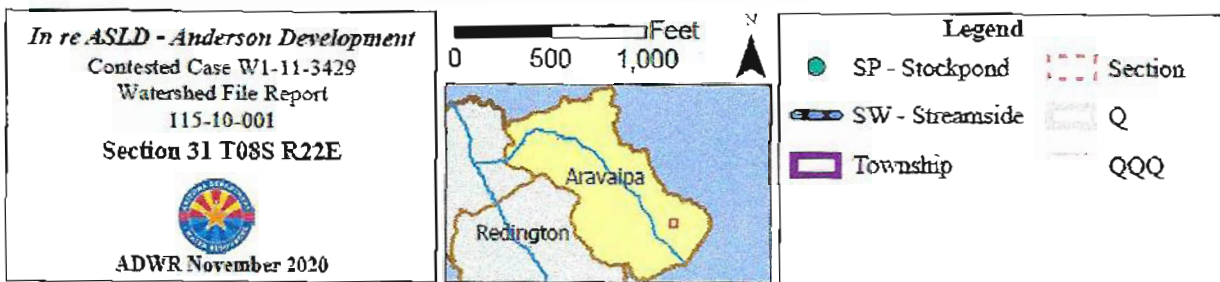 In re ASLD - Anderson Development
Contested Case W1-11-3429
Watershed File Report
115-10-001
Section 31 T08S R22E
ADWR November 2020
Feet
0 500 1,000
N
Aravaipa
Redington
Legend
SP - Stockpond
SW - Streamside
Township
Section
Q
QQQ